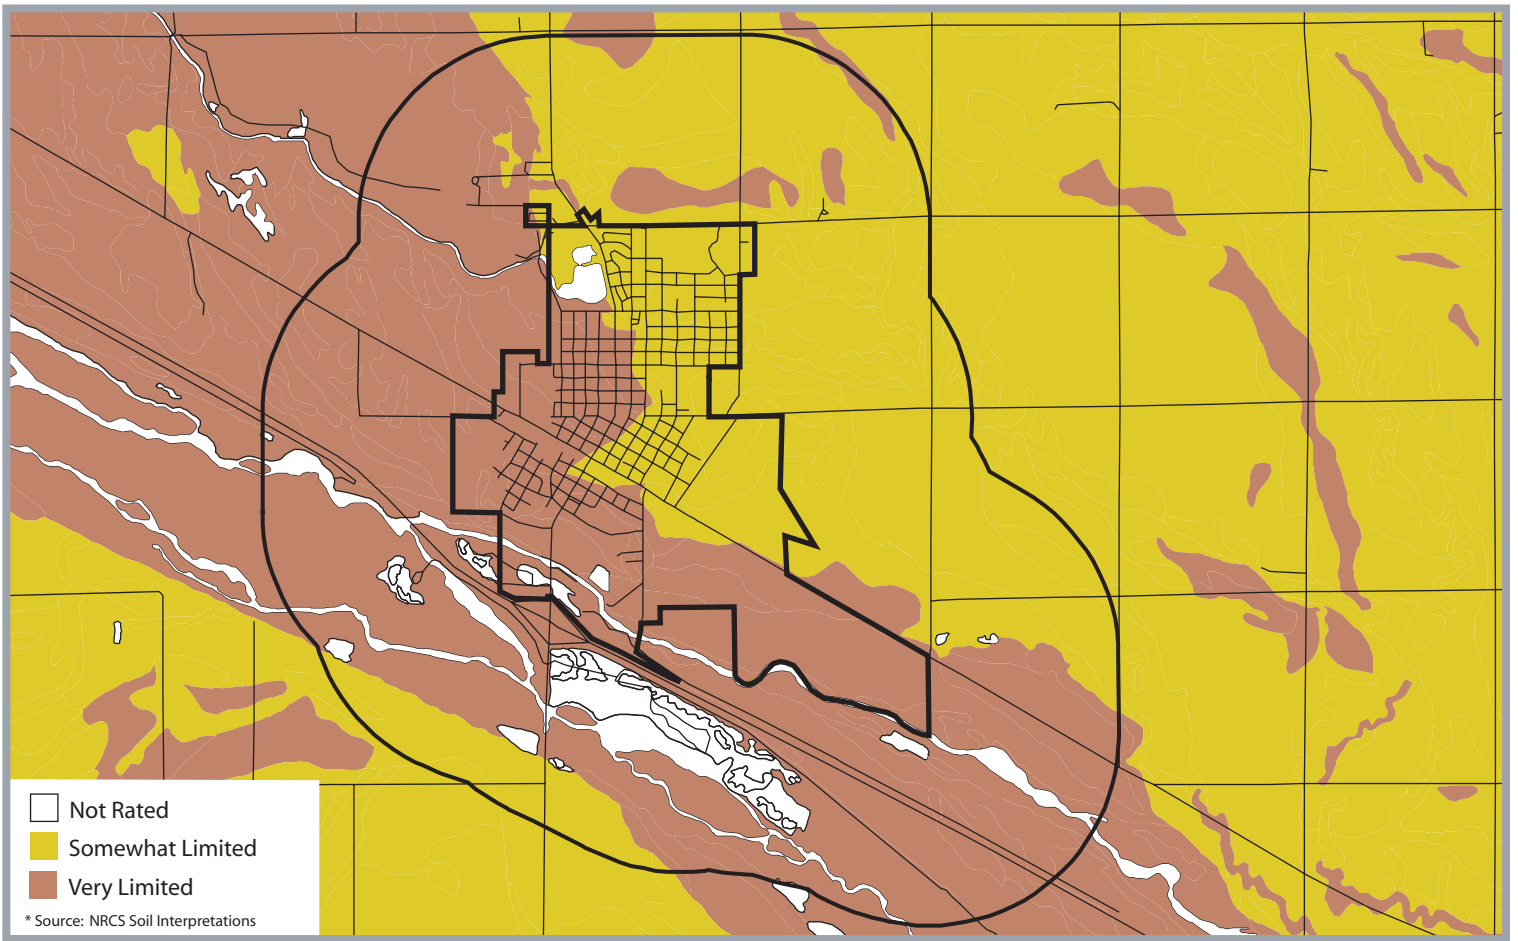 Not Rated
Somewhat Limited
Very Limited
* Source: NRCS Soil Interpretations